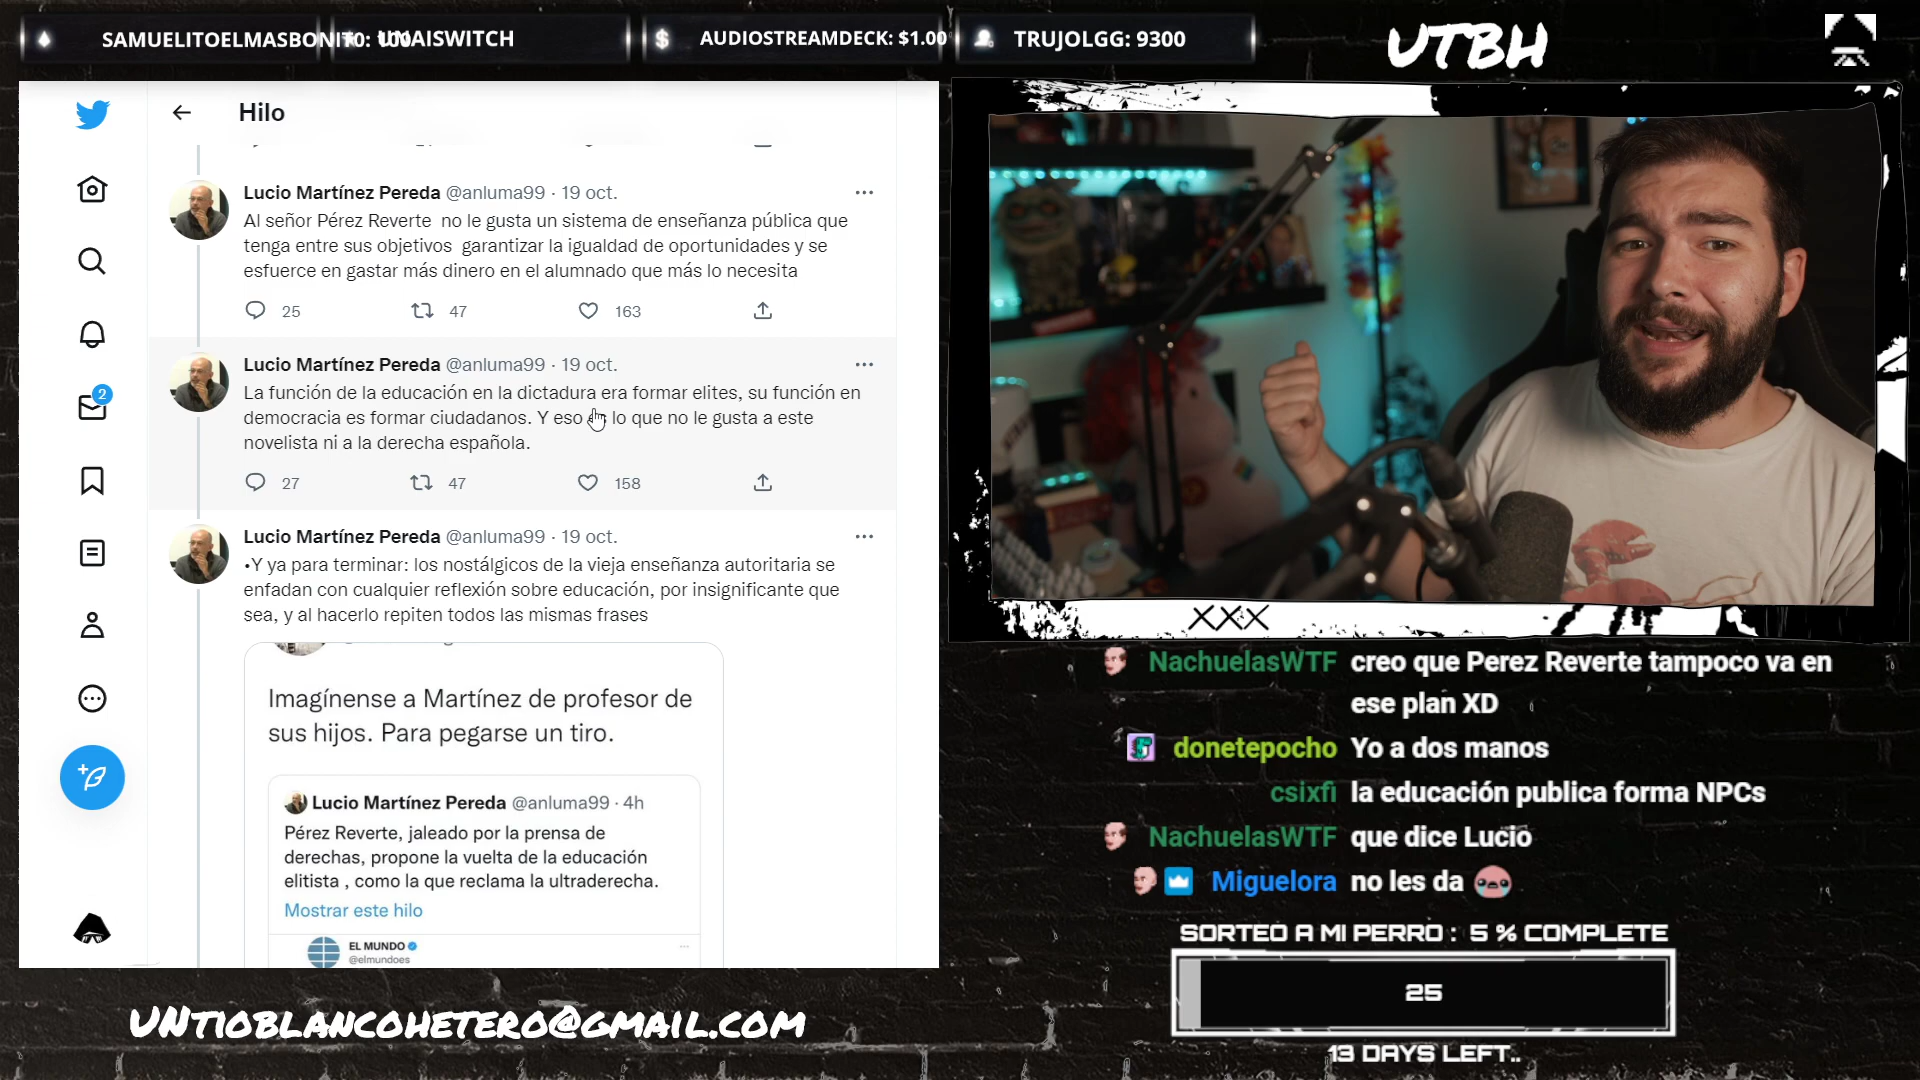 SAMUELITOELMASBONIT0: 100
UNAISWITCH
AUDIOSTREAMDECK: $1.00
TRUJOLGG: 9300
UTBH
Hilo
Lucio Martínez Pereda @anluma99 · 19 oct.
Al señor Pérez Reverte no le gusta un sistema de enseñanza pública que
tenga entre sus objetivos garantizar la igualdad de oportunidades y se
esfuerce en gastar más dinero en el alumnado que más lo necesita
25 47 163
Lucio Martínez Pereda @anluma99 · 19 oct.
La función de la educación en la dictadura era formar elites, su función en
democracia es formar ciudadanos. Y eso es lo que no le gusta a este
novelista ni a la derecha española.
27 47 158
2
Lucio Martínez Pereda @anluma99 · 19 oct.
•Y ya para terminar: los nostálgicos de la vieja enseñanza autoritaria se
enfadan con cualquier reflexión sobre educación, por insignificante que
sea, y al hacerlo repiten todos las mismas frases
Imagínense a Martínez de profesor de
sus hijos. Para pegarse un tiro.
Lucio Martínez Pereda @anluma99 · 4h
Pérez Reverte, jaleado por la prensa de
derechas, propone la vuelta de la educación
elitista , como la que reclama la ultraderecha.
Mostrar este hilo
EL MUNDO
@elmundoes
XXX
NachuelasWTF creo que Perez Reverte tampoco va en
ese plan XD
donetepocho Yo a dos manos
csixfi la educación publica forma NPCs
NachuelasWTF que dice Lucio
Miguelora no les da
SORTEO A MI PERRO : 5 % COMPLETE
25
13 DAYS LEFT..
UNTIOBLANCOHETERO@GMAIL.COM